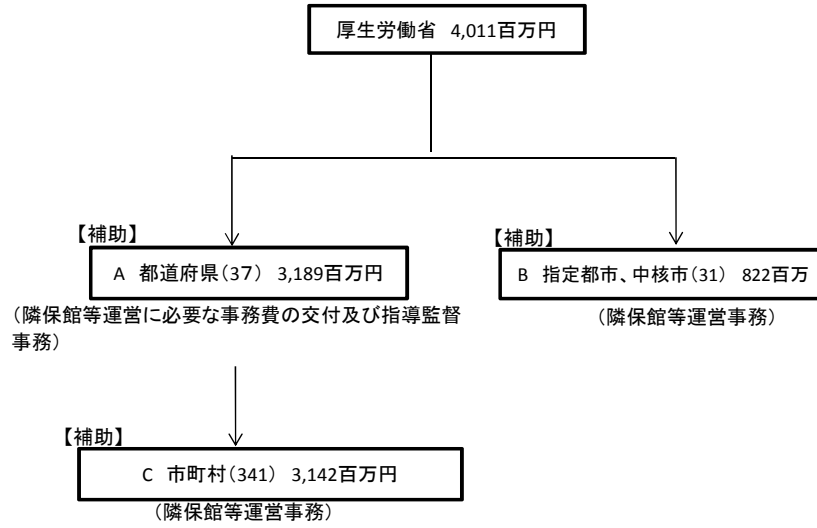 厚生労働省 4,011百万円
【補助】
A 都道府県(37) 3,189百万円
(隣保館等運営に必要な事務費の交付及び指導監督
事務)
【補助】
B 指定都市、中核市(31) 822百万
(隣保館等運営事務)
【補助】
C 市町村(341) 3,142百万円
(隣保館等運営事務)